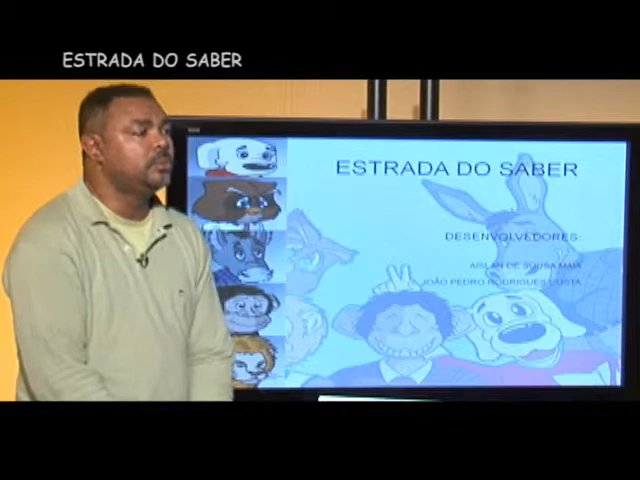 ESTRADA DO SABER
ESTRADA DO SABER
DESENVOLVEDORES:
AISLAN DE SOUSA MAIA
JOÃO PEDRO RODRIGUES COSTA